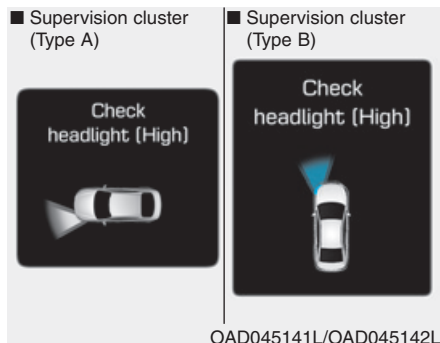 ■ Supervision cluster
(Type A)
Check
headlight (High)
■ Supervision cluster
(Type B)
Check
headlight (High)
OAD045141L/OAD045142L